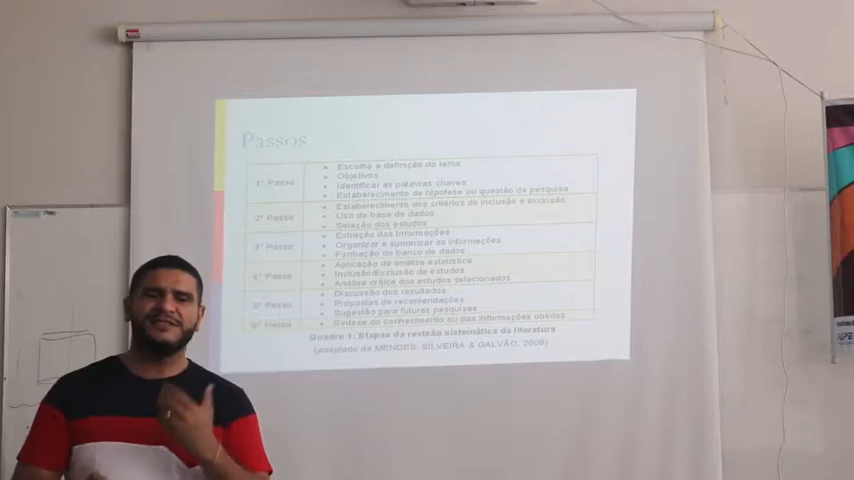 Passos
1º Passo
• Escolha e definição do tema
• Objetivos
• Identificar as palavras chaves
• Estabelecimento de hipótese ou questão de pesquisa
2º Passo
• Estabelecimento dos critérios de inclusão e exclusão
• Uso de base de dados
• Seleção dos estudos
3º Passo
• Extração das informações
• Organizar e sumarizar as informações
• Formação do banco de dados
4º Passo
• Aplicação de análise estatística
• Inclusão/Exclusão de estudos
• Análise crítica dos estudos selecionados
5º Passo
• Discussão dos resultados
• Propostas de recomendações
• Sugestão para futuras pesquisas
6º Passo
• Síntese do conhecimento ou das informações obtidas
Quadro 1: Etapas da revisão sistemática da literatura
(adaptado de MENDES, SILVEIRA & GALVÃO, 2008)